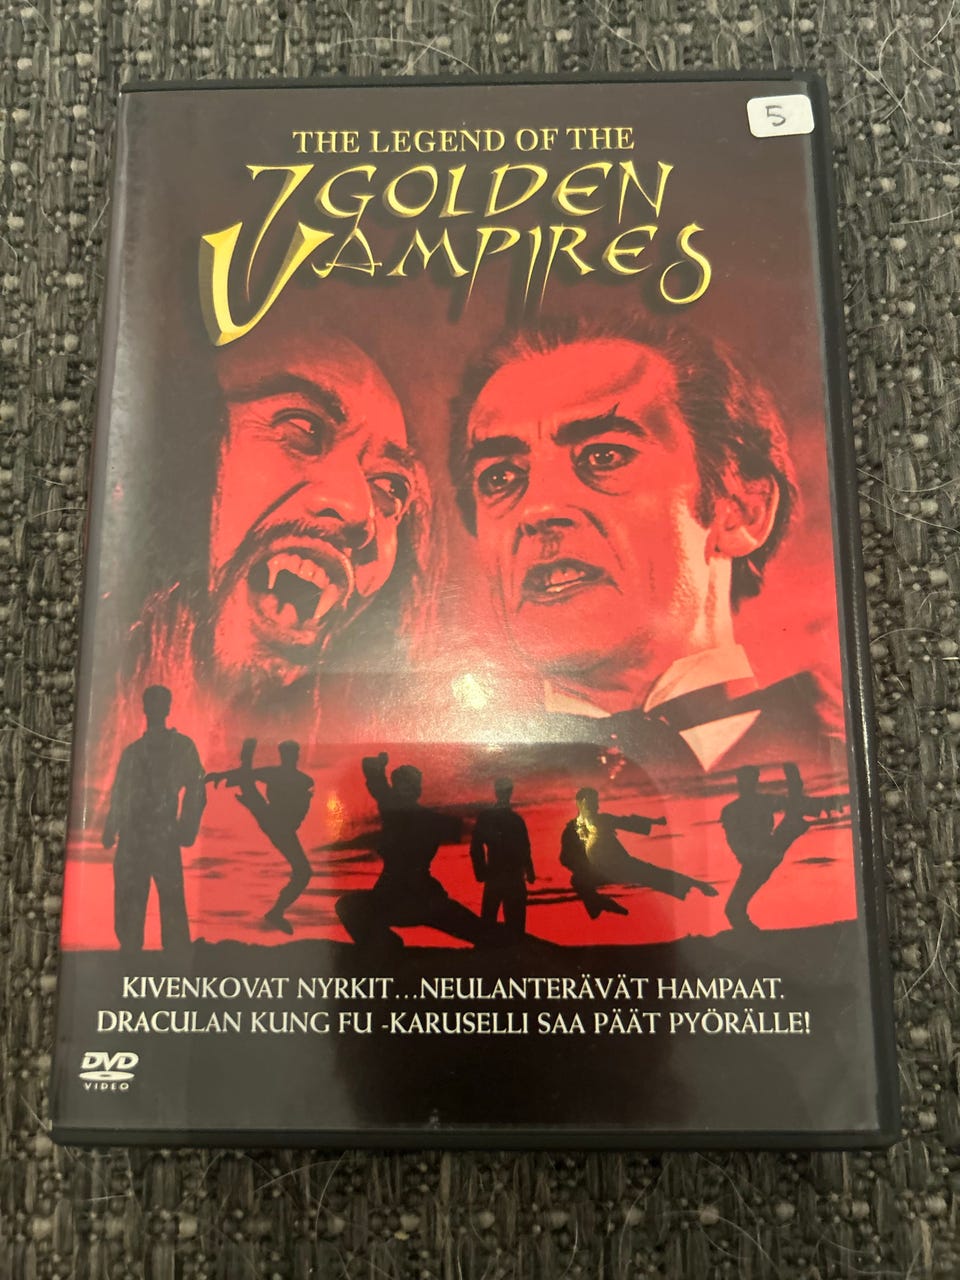 5
THE LEGEND OF THE
7 GOLDEN
VAMPIRES
KIVENKOVAT NYRKIT...NEULANTERÄVÄT HAMPAAT.
DRACULAN KUNG FU -KARUSELLI SAA PÄÄT PYÖRÄLLE!
DVD
VIDEO